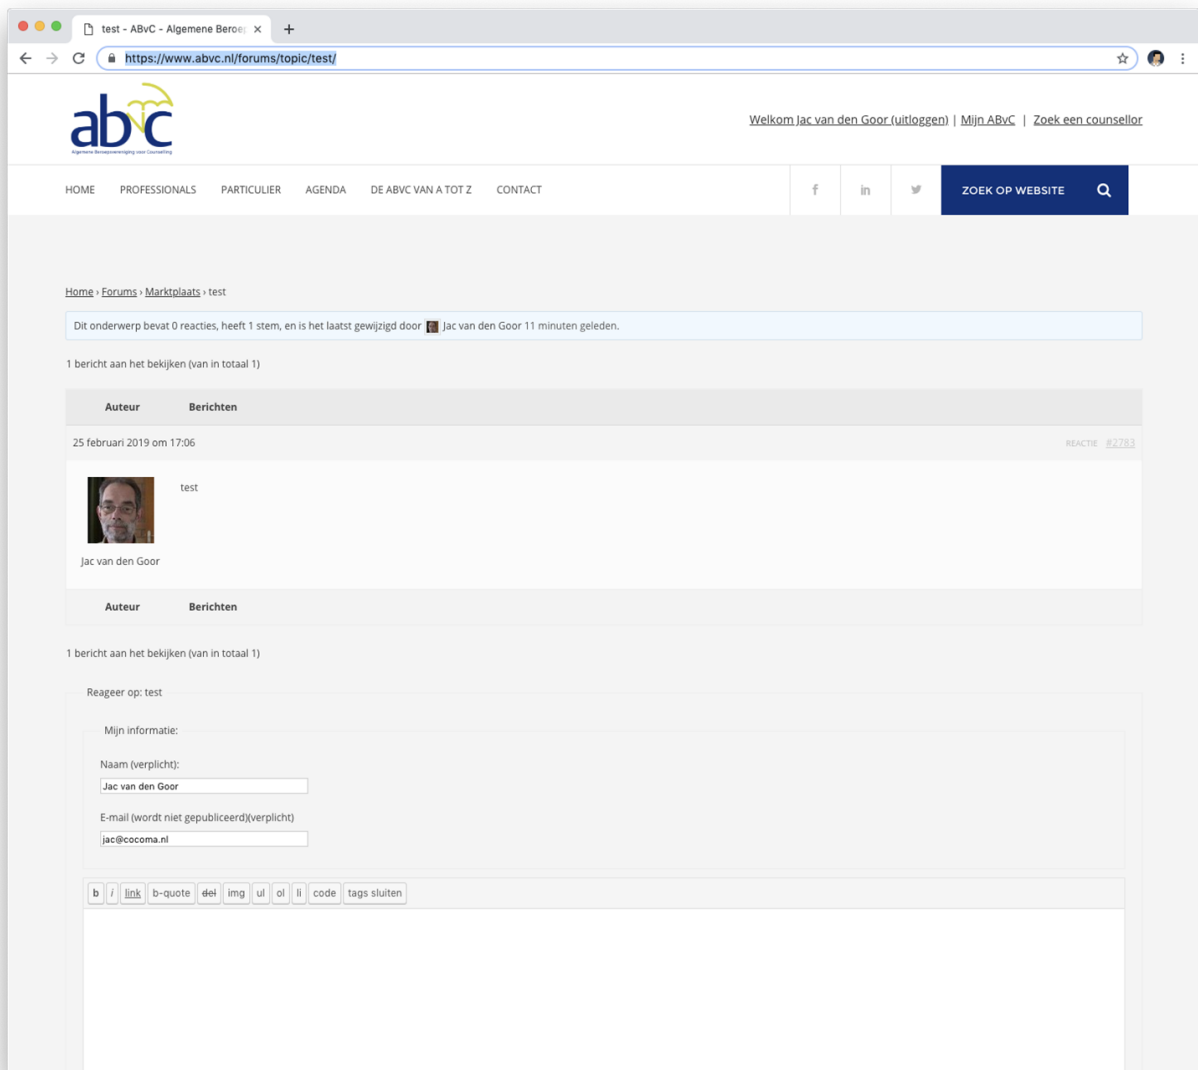 test - ABvC - Algemene Beroep
https://www.abvc.nl/forums/topic/test/
abvc
Algemene Beroepsvereniging voor Counselling
Welkom Jac van den Goor (uitloggen) | Mijn ABvC | Zoek een counsellor
HOME PROFESSIONALS PARTICULIER AGENDA DE ABVC VAN A TOT Z CONTACT f in ZOEK OP WEBSITE
Home › Forums › Marktplaats › test
Dit onderwerp bevat 0 reacties, heeft 1 stem, en is het laatst gewijzigd door Jac van den Goor 11 minuten geleden.
1 bericht aan het bekijken (van in totaal 1)
Auteur Berichten
25 februari 2019 om 17:06 REACTIE #2783
test
Jac van den Goor
Auteur Berichten
1 bericht aan het bekijken (van in totaal 1)
Reageer op: test
Mijn informatie:
Naam (verplicht):
Jac van den Goor
E-mail (wordt niet gepubliceerd)(verplicht)
jac@cocoma.nl
b i link b-quote del img ul ol li code tags sluiten